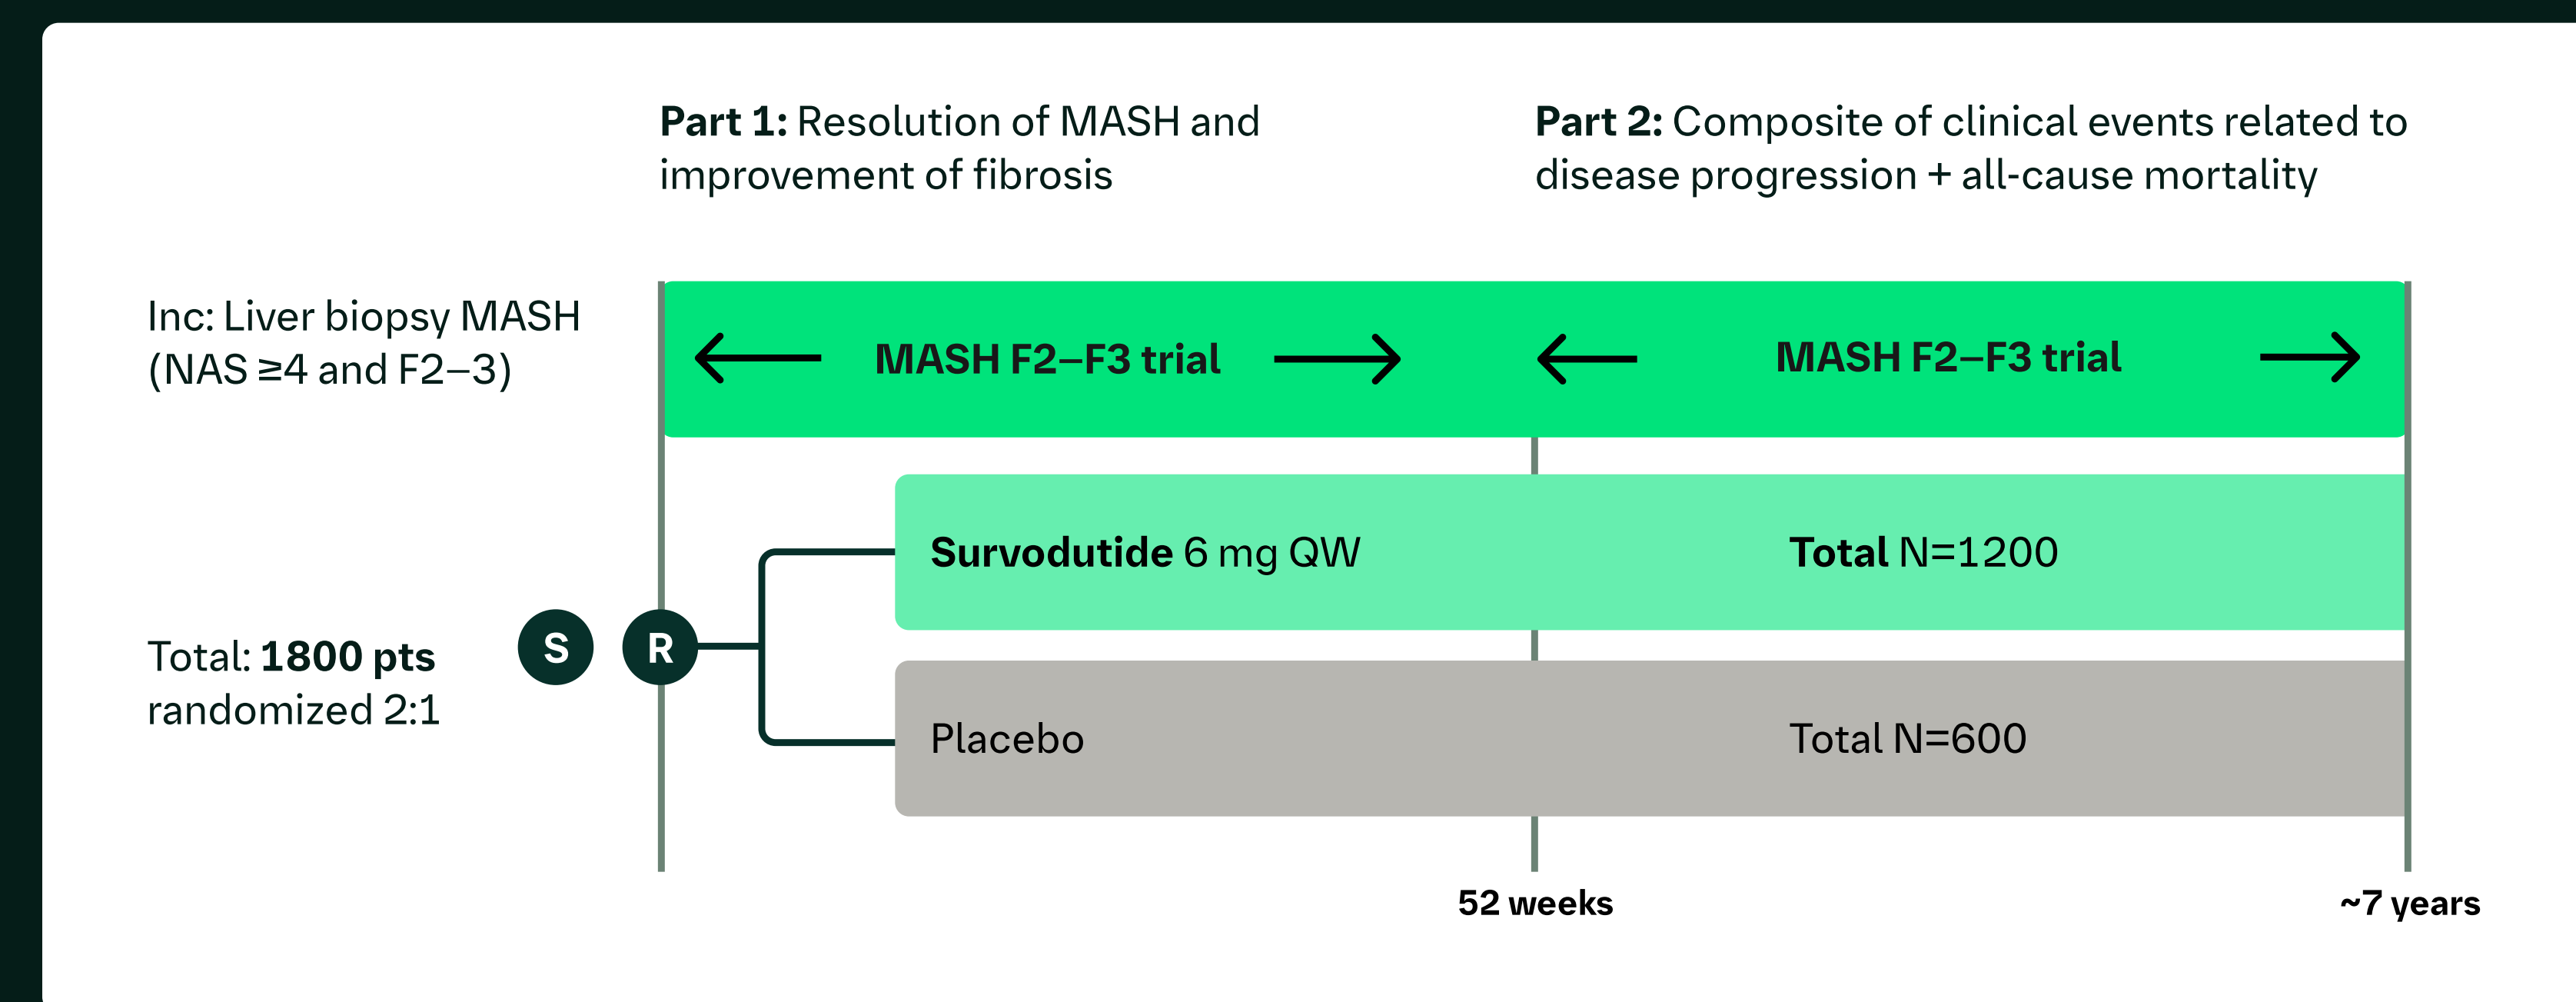 Part 1: Resolution of MASH and
improvement of fibrosis
Part 2: Composite of clinical events related to
disease progression + all-cause mortality
Inc: Liver biopsy MASH
(NAS ≥4 and F2–3)
MASH F2–F3 trial
MASH F2–F3 trial
Survodutide 6 mg QW
Total N=1200
Total: 1800 pts
randomized 2:1
S
R
Placebo
Total N=600
52 weeks
~7 years